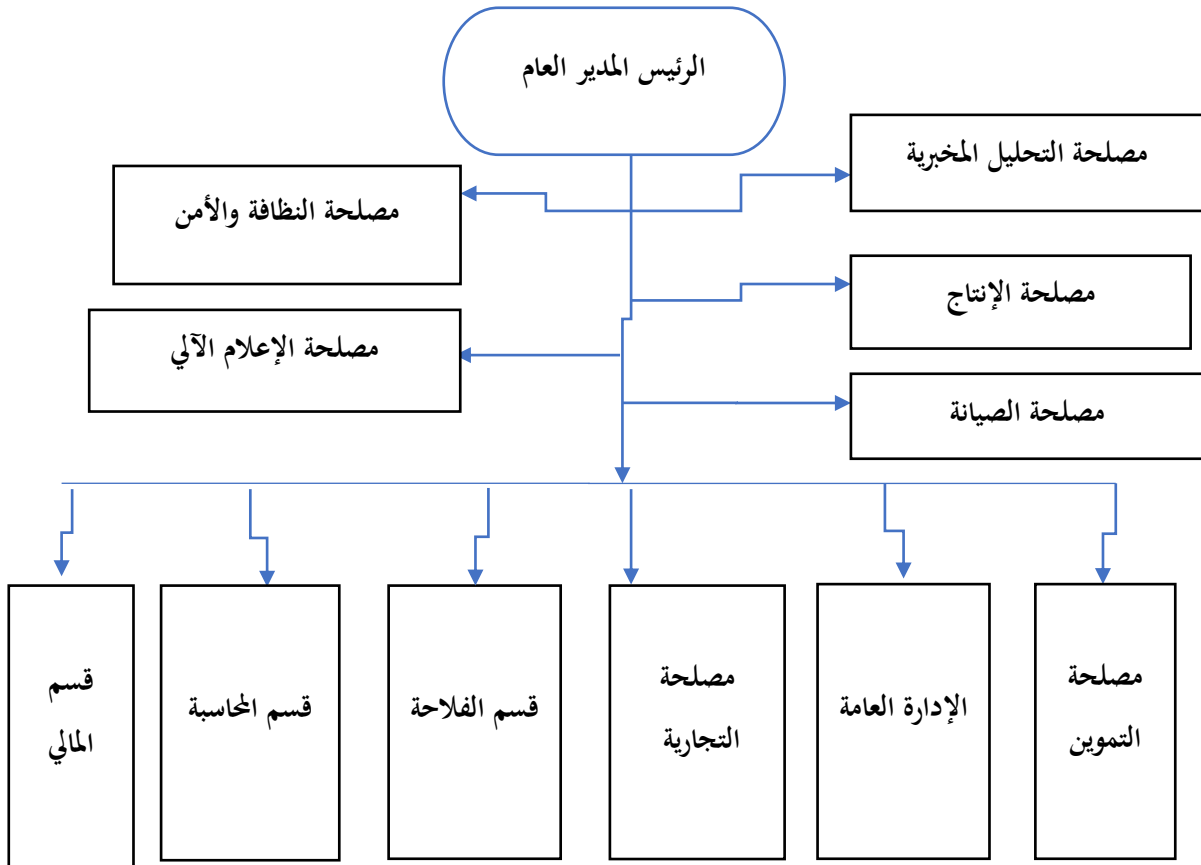 الرئيس المدير العام
مصلحة التحليل المخبرية
مصلحة النظافة والأمن
مصلحة الإنتاج
مصلحة الإعلام الآلي
مصلحة الصيانة
مصلحة
التموين
الإدارة العامة
مصلحة
التجارية
قسم الفلاحة
قسم المحاسبة
قسم
المالي